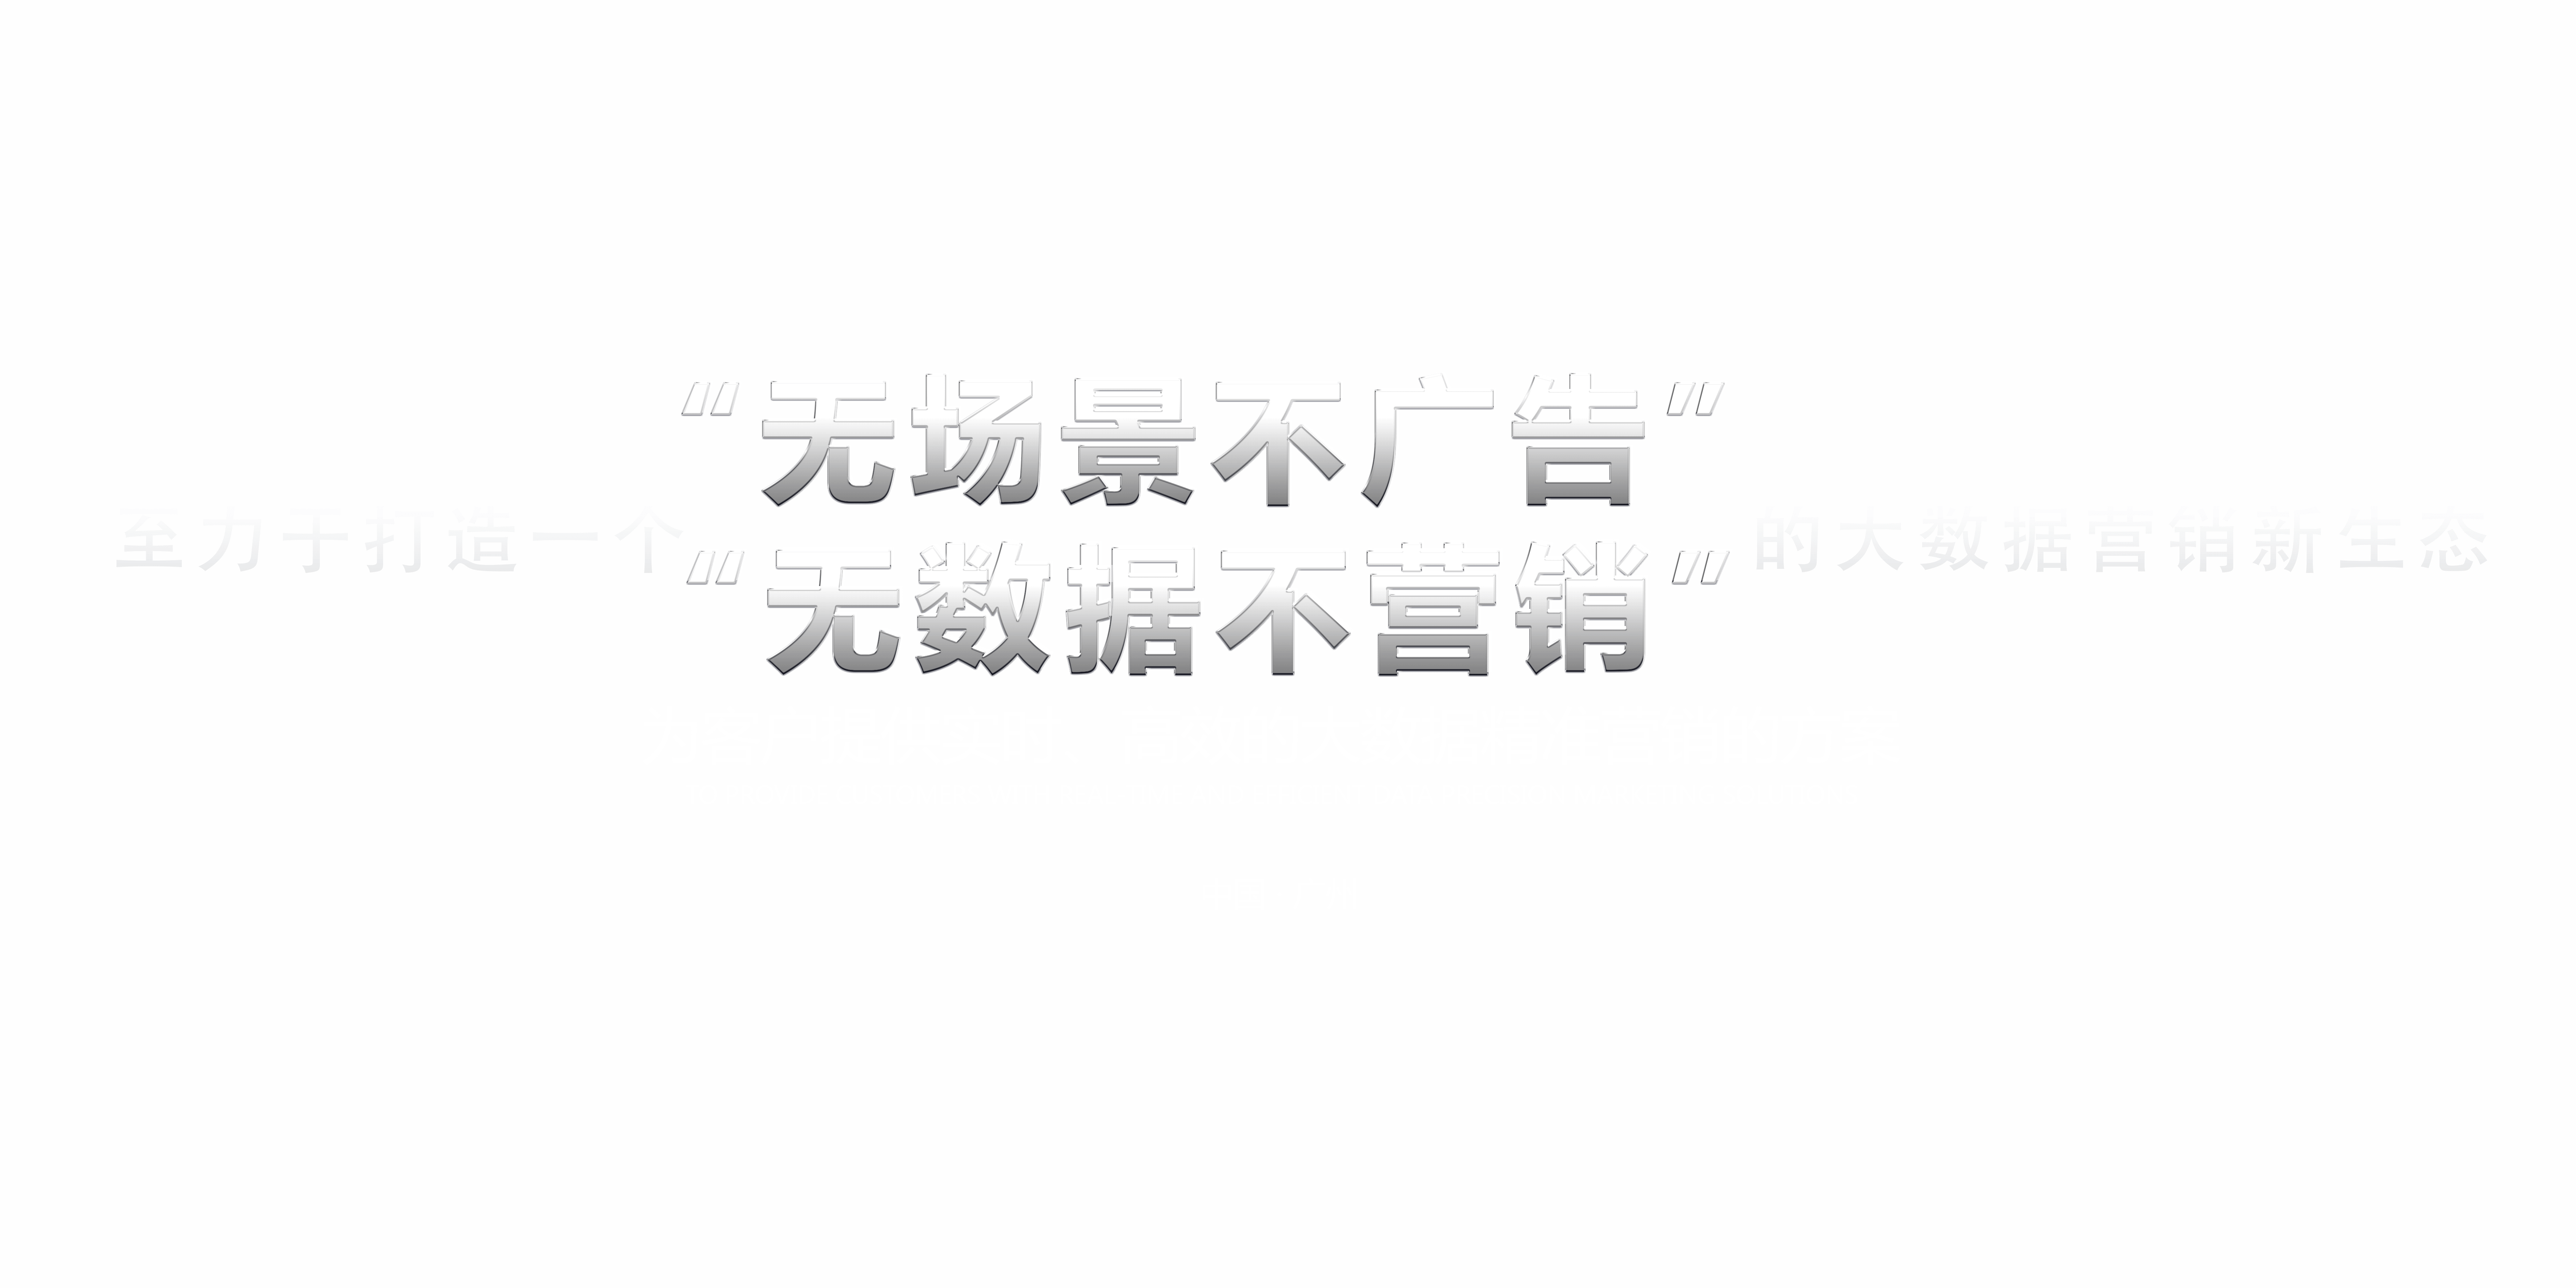 “无场景不广告”
至力于打造一个
“无数据不营销”
的大数据营销新生态